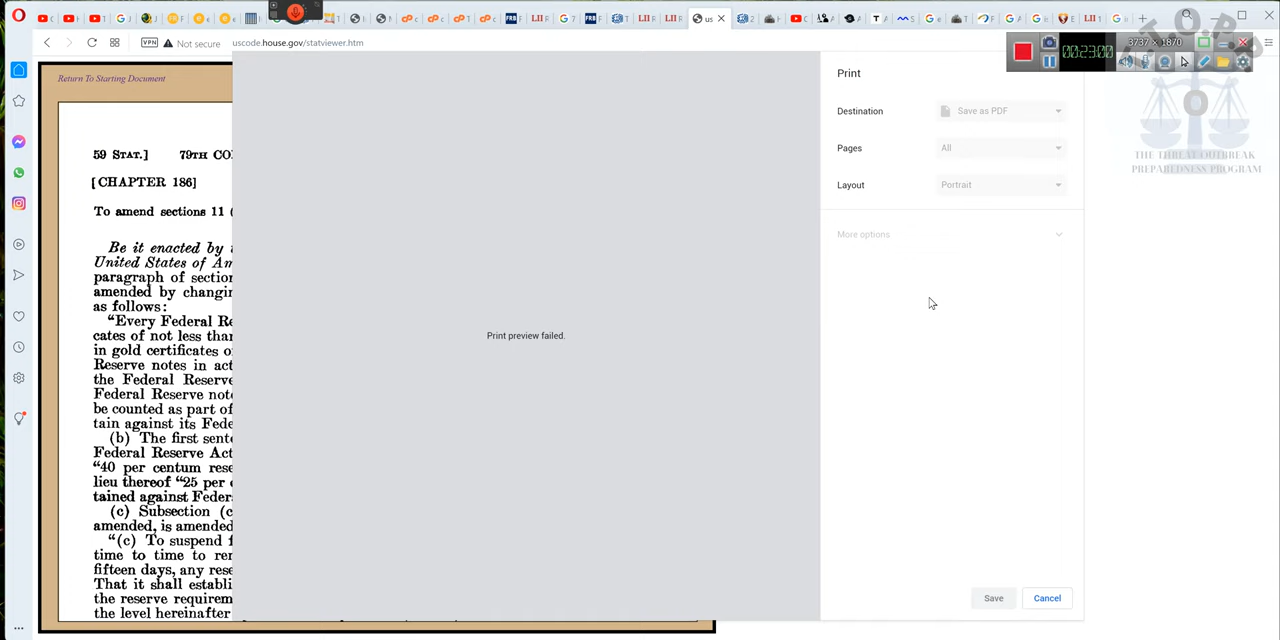 VPN
Not secure
uscode.house.gov/statviewer.htm
3737 × 1870
00:23:00
Return To Starting Document
59 STAT.] 79TH CO
[CHAPTER 186]
To amend sections 11 (
Be it enacted by
United States of Am
paragraph of section
amended by changin
as follows:
"Every Federal Re
cates of not less than
in gold certificates o
Reserve notes in act
the Federal Reserve
Federal Reserve note
be counted as part of
tain against its Fede
(b) The first sente
Federal Reserve Act
"40 per centum rese
lieu thereof "25 per c
tained against Feder
(c) Subsection (c
amended, is amended
"(c) To suspend f
time to time to rer
fifteen days, any rese
That it shall establi
the reserve requirem
the level hereinafter
Print preview failed.
Print
Destination
Save as PDF
Pages
All
Layout
Portrait
More options
Save
Cancel
THE THREAT OUTBREAK
PREPAREDNESS PROGRAM